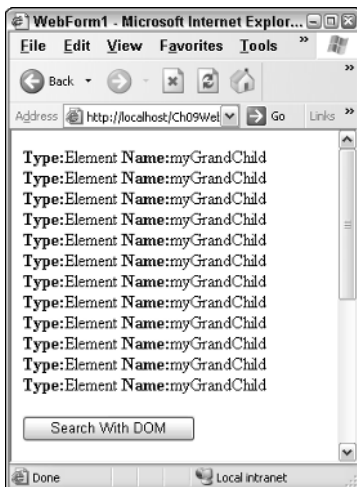 WebForm1 - Microsoft Internet Explor...
File Edit View Favorites Tools »
Back »
Address http://localhost/Ch09Wel Go Links »
Type:Element Name:myGrandChild
Type:Element Name:myGrandChild
Type:Element Name:myGrandChild
Type:Element Name:myGrandChild
Type:Element Name:myGrandChild
Type:Element Name:myGrandChild
Type:Element Name:myGrandChild
Type:Element Name:myGrandChild
Type:Element Name:myGrandChild
Type:Element Name:myGrandChild
Type:Element Name:myGrandChild
Type:Element Name:myGrandChild
Search With DOM
Done Local intranet